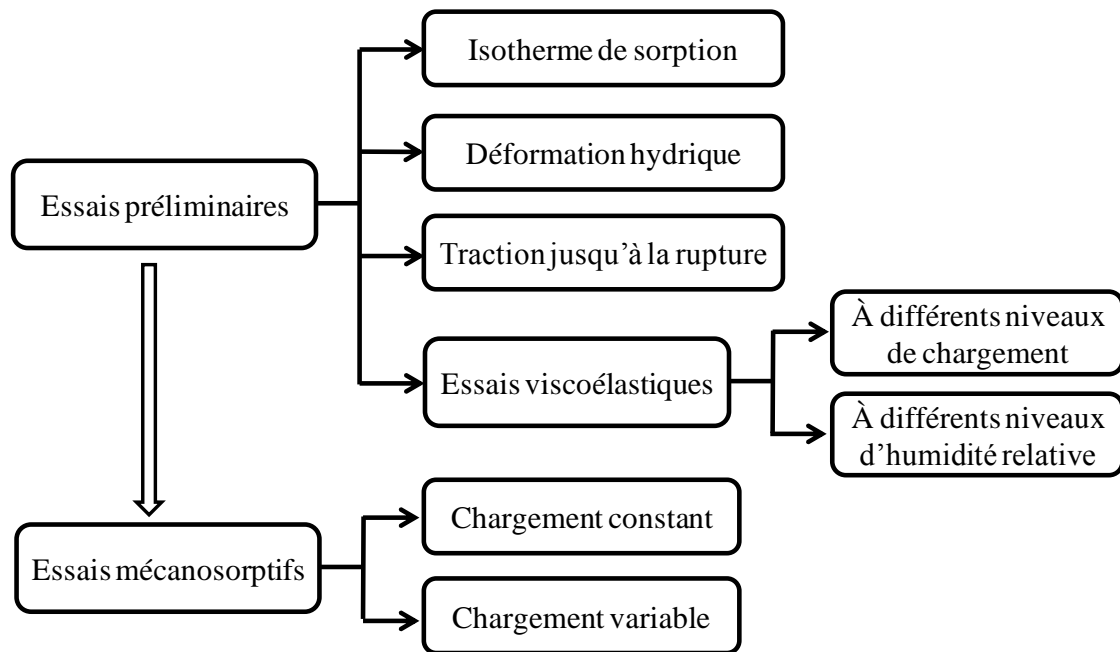 Isotherme de sorption
Déformation hydrique
Essais préliminaires
Traction jusqu’à la rupture
À différents niveaux
de chargement
Essais viscoélastiques
À différents niveaux
d’humidité relative
Chargement constant
Essais mécanosorptifs
Chargement variable